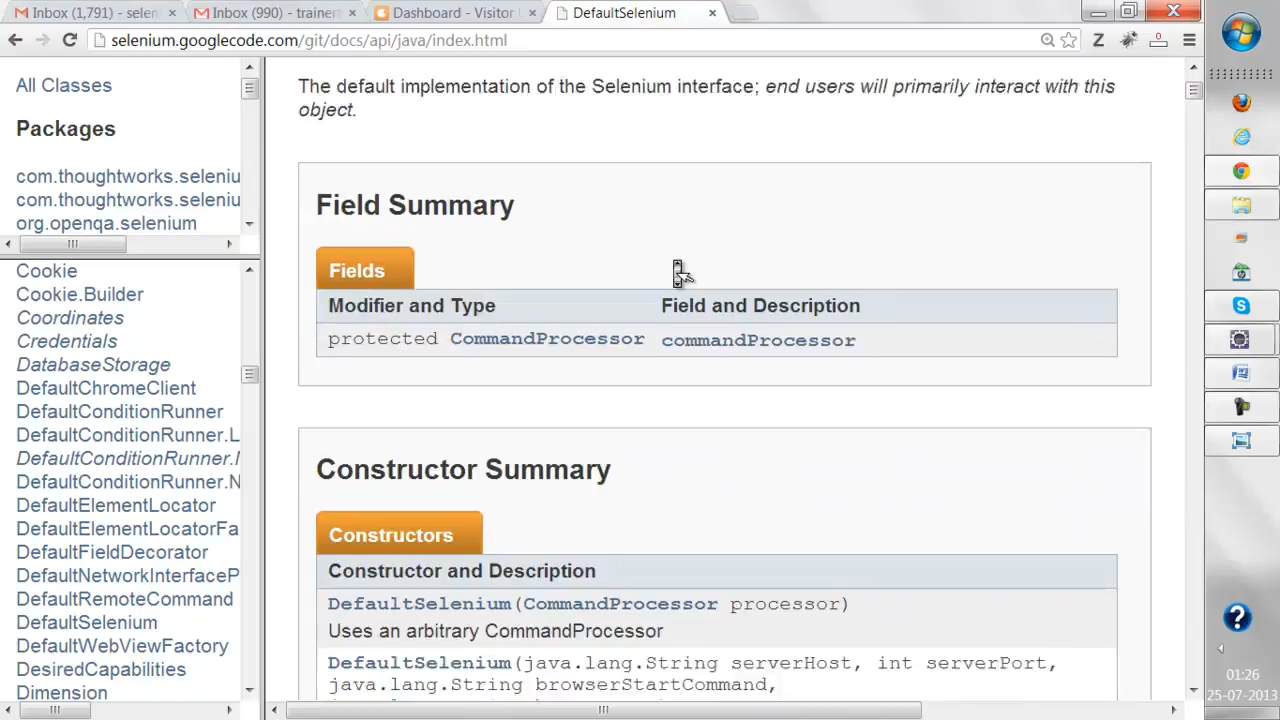 Inbox (1,791) - selen
Inbox (990) - traine
Dashboard - Visitor
DefaultSelenium
selenium.googlecode.com/git/docs/api/java/index.html
Z
0
All Classes
Packages
com.thoughtworks.seleniu
com.thoughtworks.seleniu
org.openqa.selenium
Cookie
Cookie.Builder
Coordinates
Credentials
DatabaseStorage
DefaultChromeClient
DefaultConditionRunner
DefaultConditionRunner.L
DefaultConditionRunner.N
DefaultConditionRunner.N
DefaultElementLocator
DefaultElementLocatorFa
DefaultFieldDecorator
DefaultNetworkInterfaceP
DefaultRemoteCommand
DefaultSelenium
DefaultWebViewFactory
DesiredCapabilities
Dimension
The default implementation of the Selenium interface; end users will primarily interact with this
object.
Field Summary
Fields
Modifier and Type Field and Description
protected CommandProcessor commandProcessor
Constructor Summary
Constructors
Constructor and Description
DefaultSelenium(CommandProcessor processor)
Uses an arbitrary CommandProcessor
DefaultSelenium(java.lang.String serverHost, int serverPort,
java.lang.String browserStartCommand,
01:26
25-07-2013